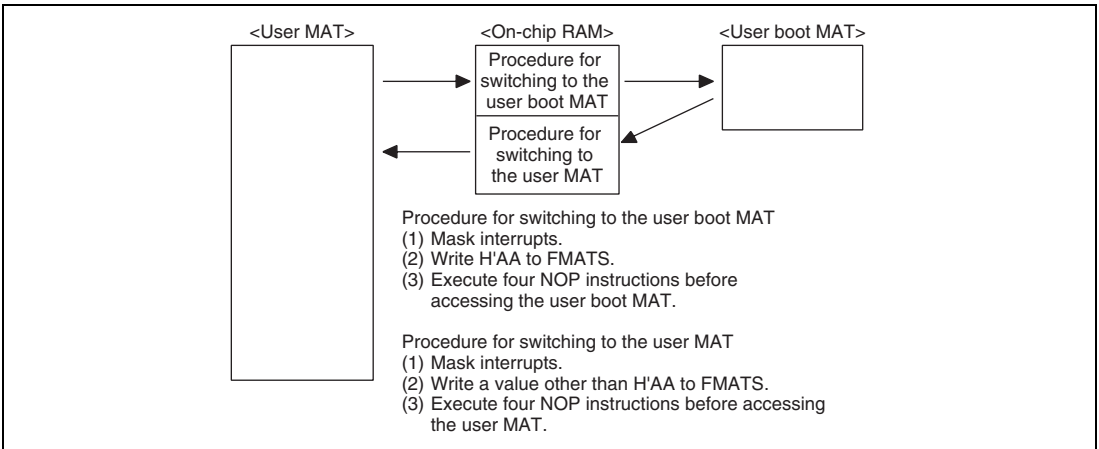 <User MAT> <On-chip RAM> <User boot MAT>
Procedure for
switching to the
user boot MAT
Procedure for
switching to
the user MAT
Procedure for switching to the user boot MAT
(1) Mask interrupts.
(2) Write H'AA to FMATS.
(3) Execute four NOP instructions before
accessing the user boot MAT.
Procedure for switching to the user MAT
(1) Mask interrupts.
(2) Write a value other than H'AA to FMATS.
(3) Execute four NOP instructions before accessing
the user MAT.